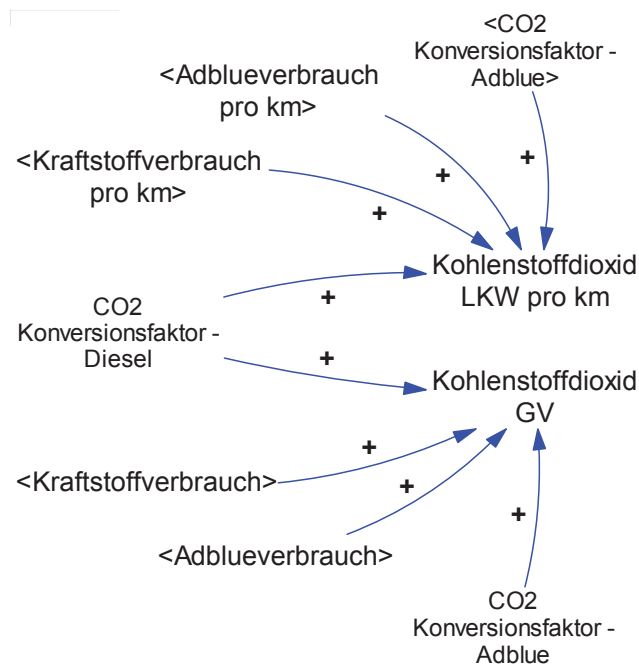 <CO2
Konversionsfaktor -
Adblue>
<Adblueverbrauch
pro km>
+
<Kraftstoffverbrauch
pro km>
+
+
Kohlenstoffdioxid
LKW pro km
CO2
Konversionsfaktor -
Diesel
+
+
Kohlenstoffdioxid
GV
+
<Kraftstoffverbrauch>
+
+
<Adblueverbrauch>
CO2
Konversionsfaktor -
Adblue